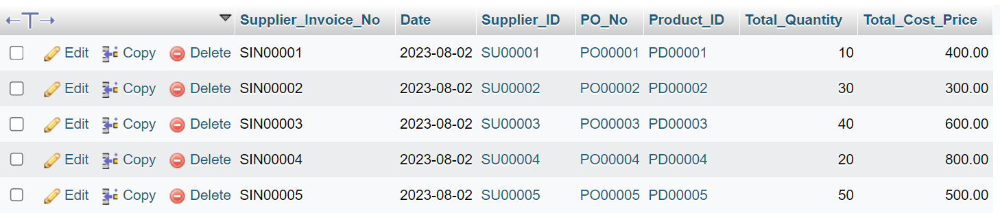 Supplier_Invoice_No Date Supplier_ID PO_No Product_ID Total_Quantity Total_Cost_Price
Edit Copy Delete SIN00001 2023-08-02 SU00001 PO00001 PD00001 10 400.00
Edit Copy Delete SIN00002 2023-08-02 SU00002 PO00002 PD00002 30 300.00
Edit Copy Delete SIN00003 2023-08-02 SU00003 PO00003 PD00003 40 600.00
Edit Copy Delete SIN00004 2023-08-02 SU00004 PO00004 PD00004 20 800.00
Edit Copy Delete SIN00005 2023-08-02 SU00005 PO00005 PD00005 50 500.00